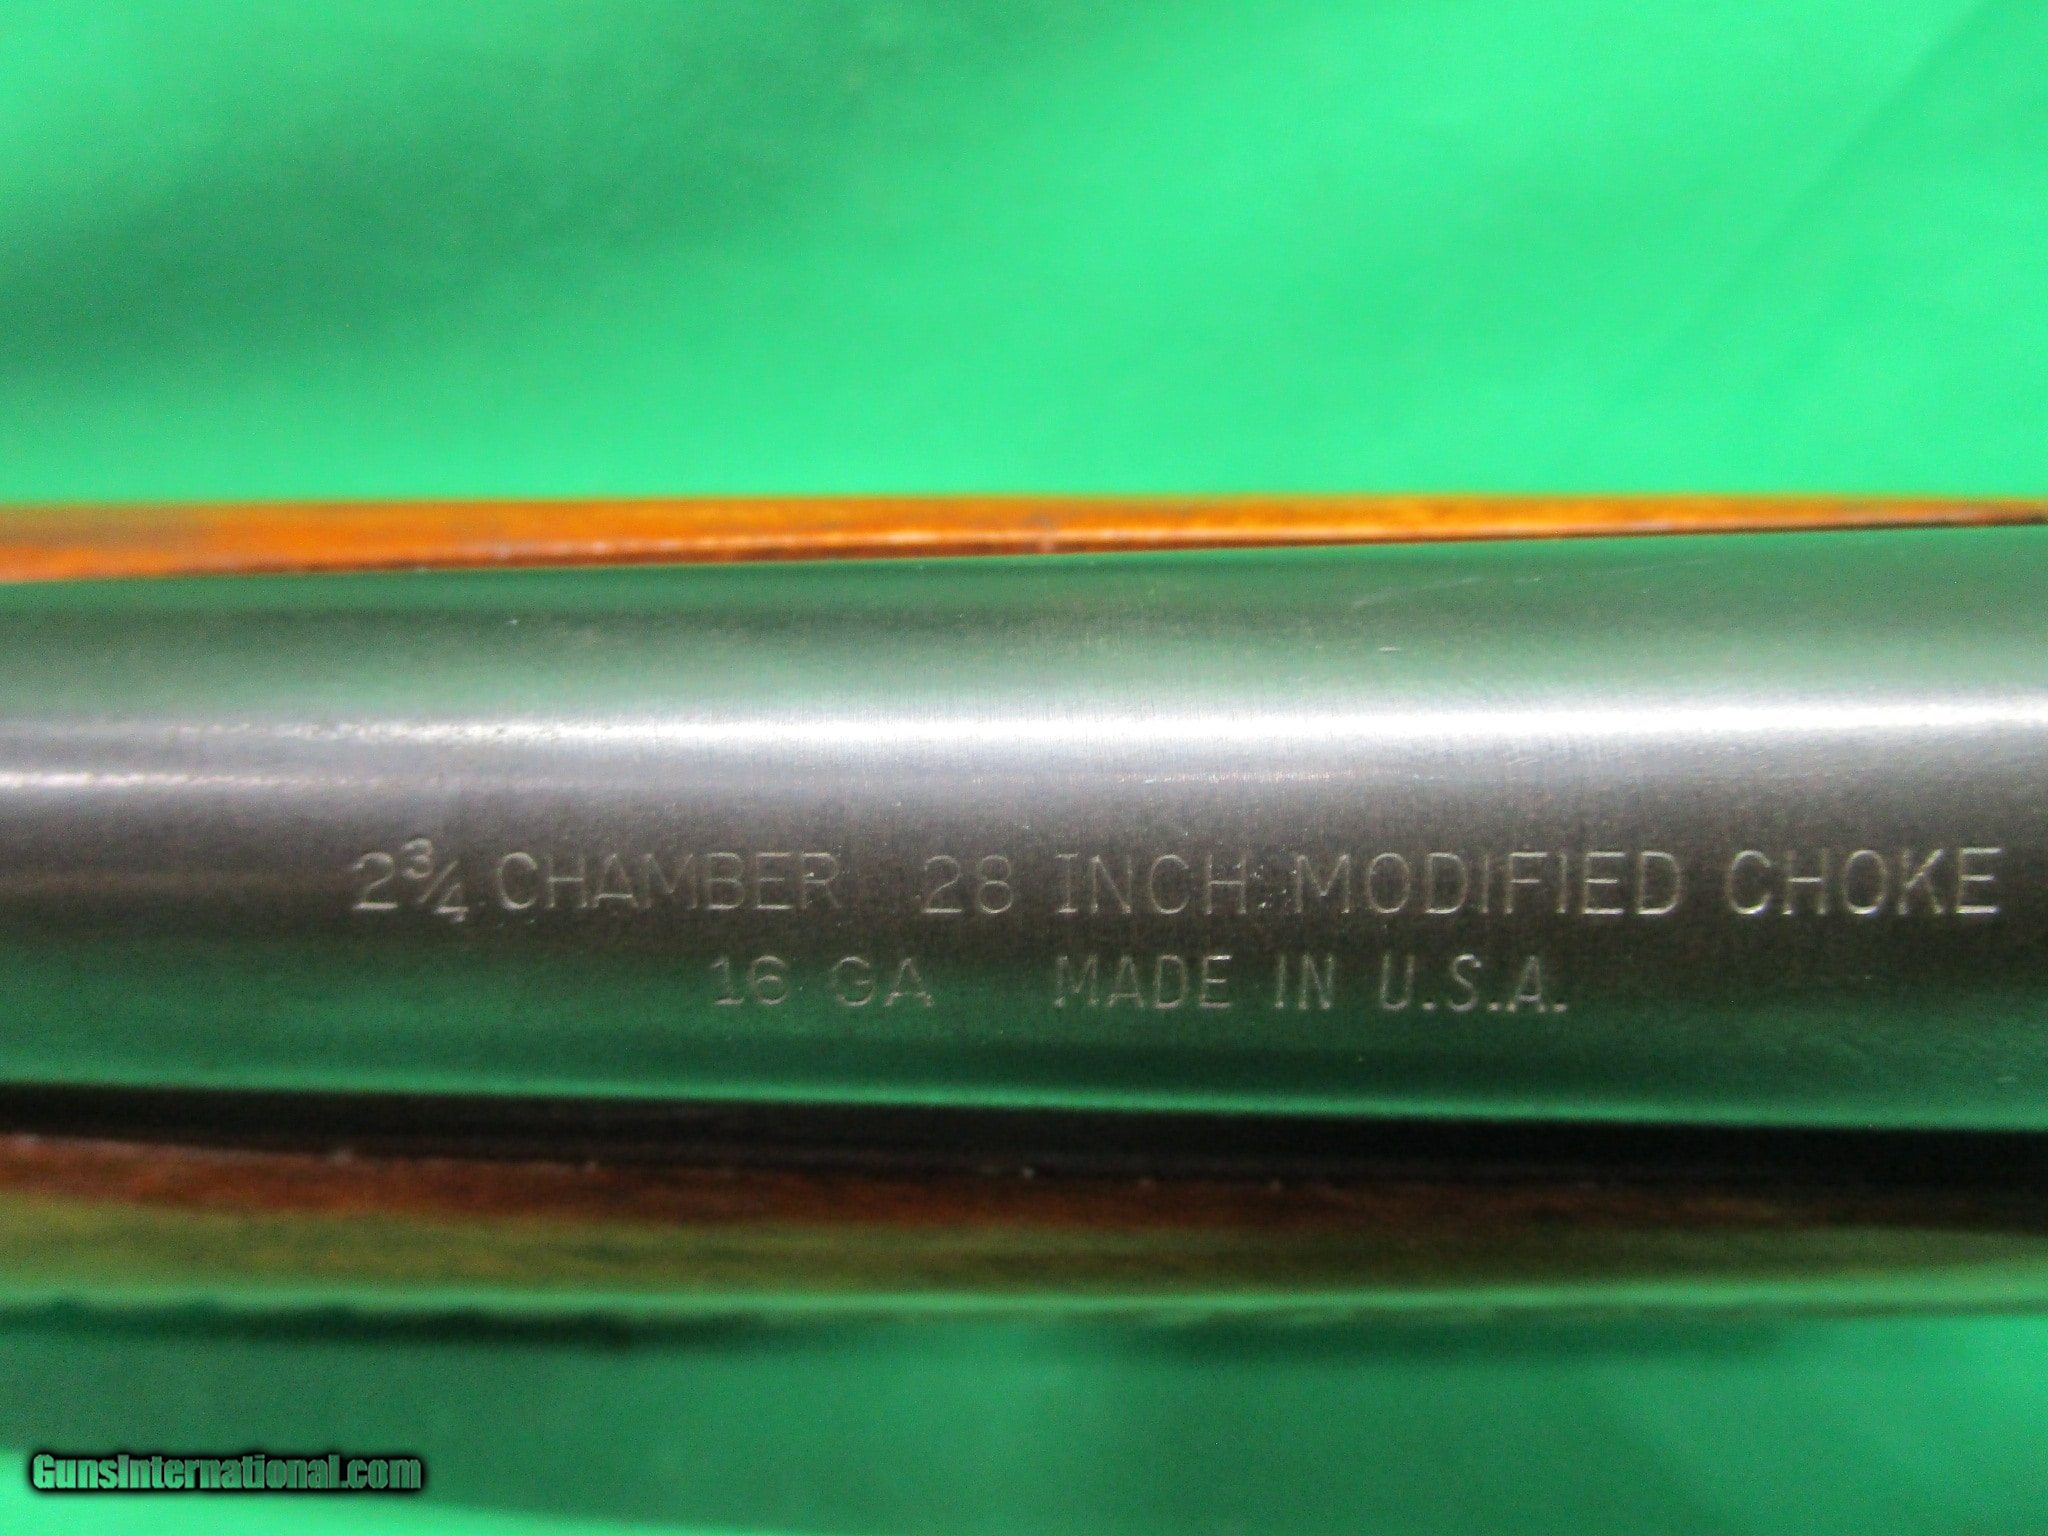 2¾ CHAMBER 28 INCH MODIFIED CHOKE
16 GA MADE IN U.S.A.
GunsInternational.com